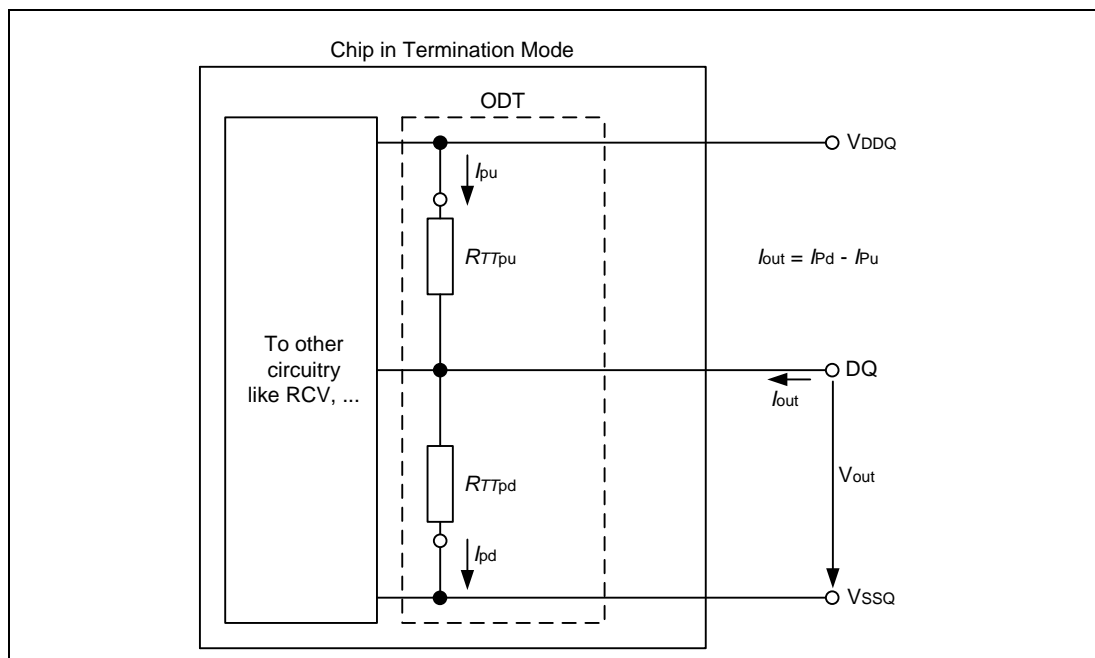 Chip in Termination Mode
ODT
VDDQ
Ipu
RTTpu
Iout = IPd - IPu
To other
circuitry
like RCV, ...
DQ
Iout
RTTpd
Vout
Ipd
VSSQ